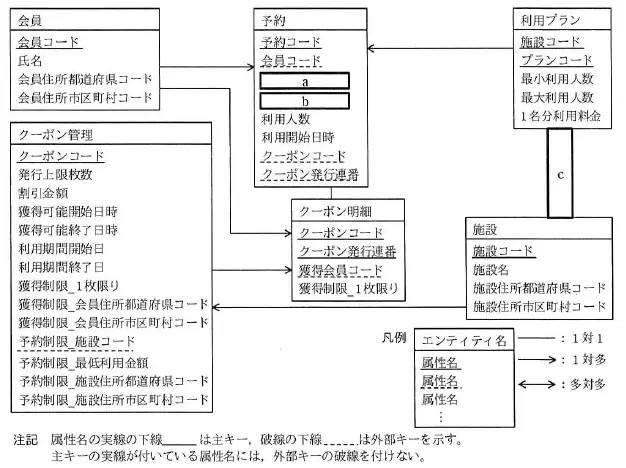 会員
会員コード
氏名
会員住所都道府県コード
会員住所市区町村コード
予約
予約コード
会員コード
a
b
利用人数
利用開始日時
クーポンコード
クーポン発行連番
利用プラン
施設コード
プランコード
最小利用人数
最大利用人数
1名分利用料金
クーポン管理
クーポンコード
発行上限枚数
割引金額
獲得可能開始日時
獲得可能終了日時
利用期間開始日
利用期間終了日
獲得制限_1枚限り
獲得制限_会員住所都道府県コード
獲得制限_会員住所市区町村コード
予約制限_施設コード
予約制限_最低利用金額
予約制限_施設住所都道府県コード
予約制限_施設住所市区町村コード
クーポン明細
クーポンコード
クーポン発行連番
獲得会員コード
獲得制限_1枚限り
c
施設
施設コード
施設名
施設住所都道府県コード
施設住所市区町村コード
凡例
エンティティ名
属性名
属性名
属性名
⋮
：1対1
：1対多
：多対多
注記 属性名の実線の下線 は主キー，破線の下線 は外部キーを示す。
主キーの実線が付いている属性名には，外部キーの破線を付けない。